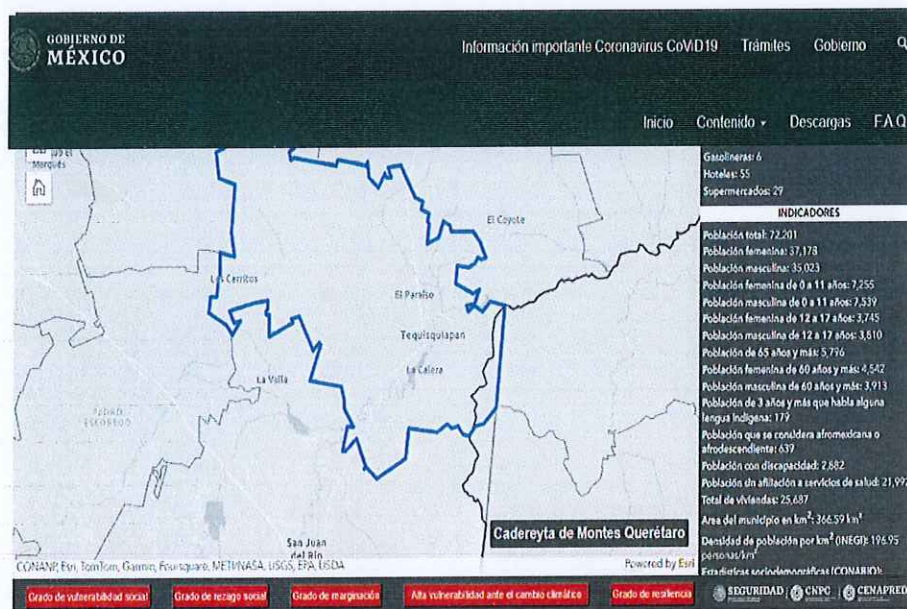 GOBIERNO DE
MÉXICO
Información importante Coronavirus CoViD19 Trámites Gobierno
Inicio Contenido Descargas F.A.Q
Marqués
El Coyote
Los Cerritos
El Paraíso
Tequisquiapan
La Calera
La Valla
PEDRO
ESCOBEDO
San Juan
del Río
Cadereyta de Montes Querétaro
CONANP, Esri, TomTom, Garmin, Foursquare, METI/NASA, USGS, EPA, USDA
Powered by Esri
Gasolineras: 6
Hoteles: 55
Supermercados: 29
INDICADORES
Población total: 72,201
Población femenina: 37,178
Población masculina: 35,023
Población femenina de 0 a 11 años: 7,255
Población masculina de 0 a 11 años: 7,539
Población femenina de 12 a 17 años: 3,745
Población masculina de 12 a 17 años: 3,810
Población de 65 años y más: 5,796
Población femenina de 60 años y más: 4,542
Población masculina de 60 años y más: 3,913
Población de 3 años y más que habla alguna
lengua indígena: 179
Población que se considera afromexicana o
afrodescendiente: 637
Población con discapacidad: 2,882
Población sin afiliación a servicios de salud: 21,992
Total de viviendas: 25,687
Area del municipio en km²: 366.59 km²
Densidad de población por km² (INEGI): 196.95
personas/km²
Estadísticas sociodemográficas (CONAHIO):
Grado de vulnerabilidad social
Grado de rezago social
Grado de marginación
Alta vulnerabilidad ante el cambio climático
Grado de resiliencia
SEGURIDAD CNPC CENAPRED